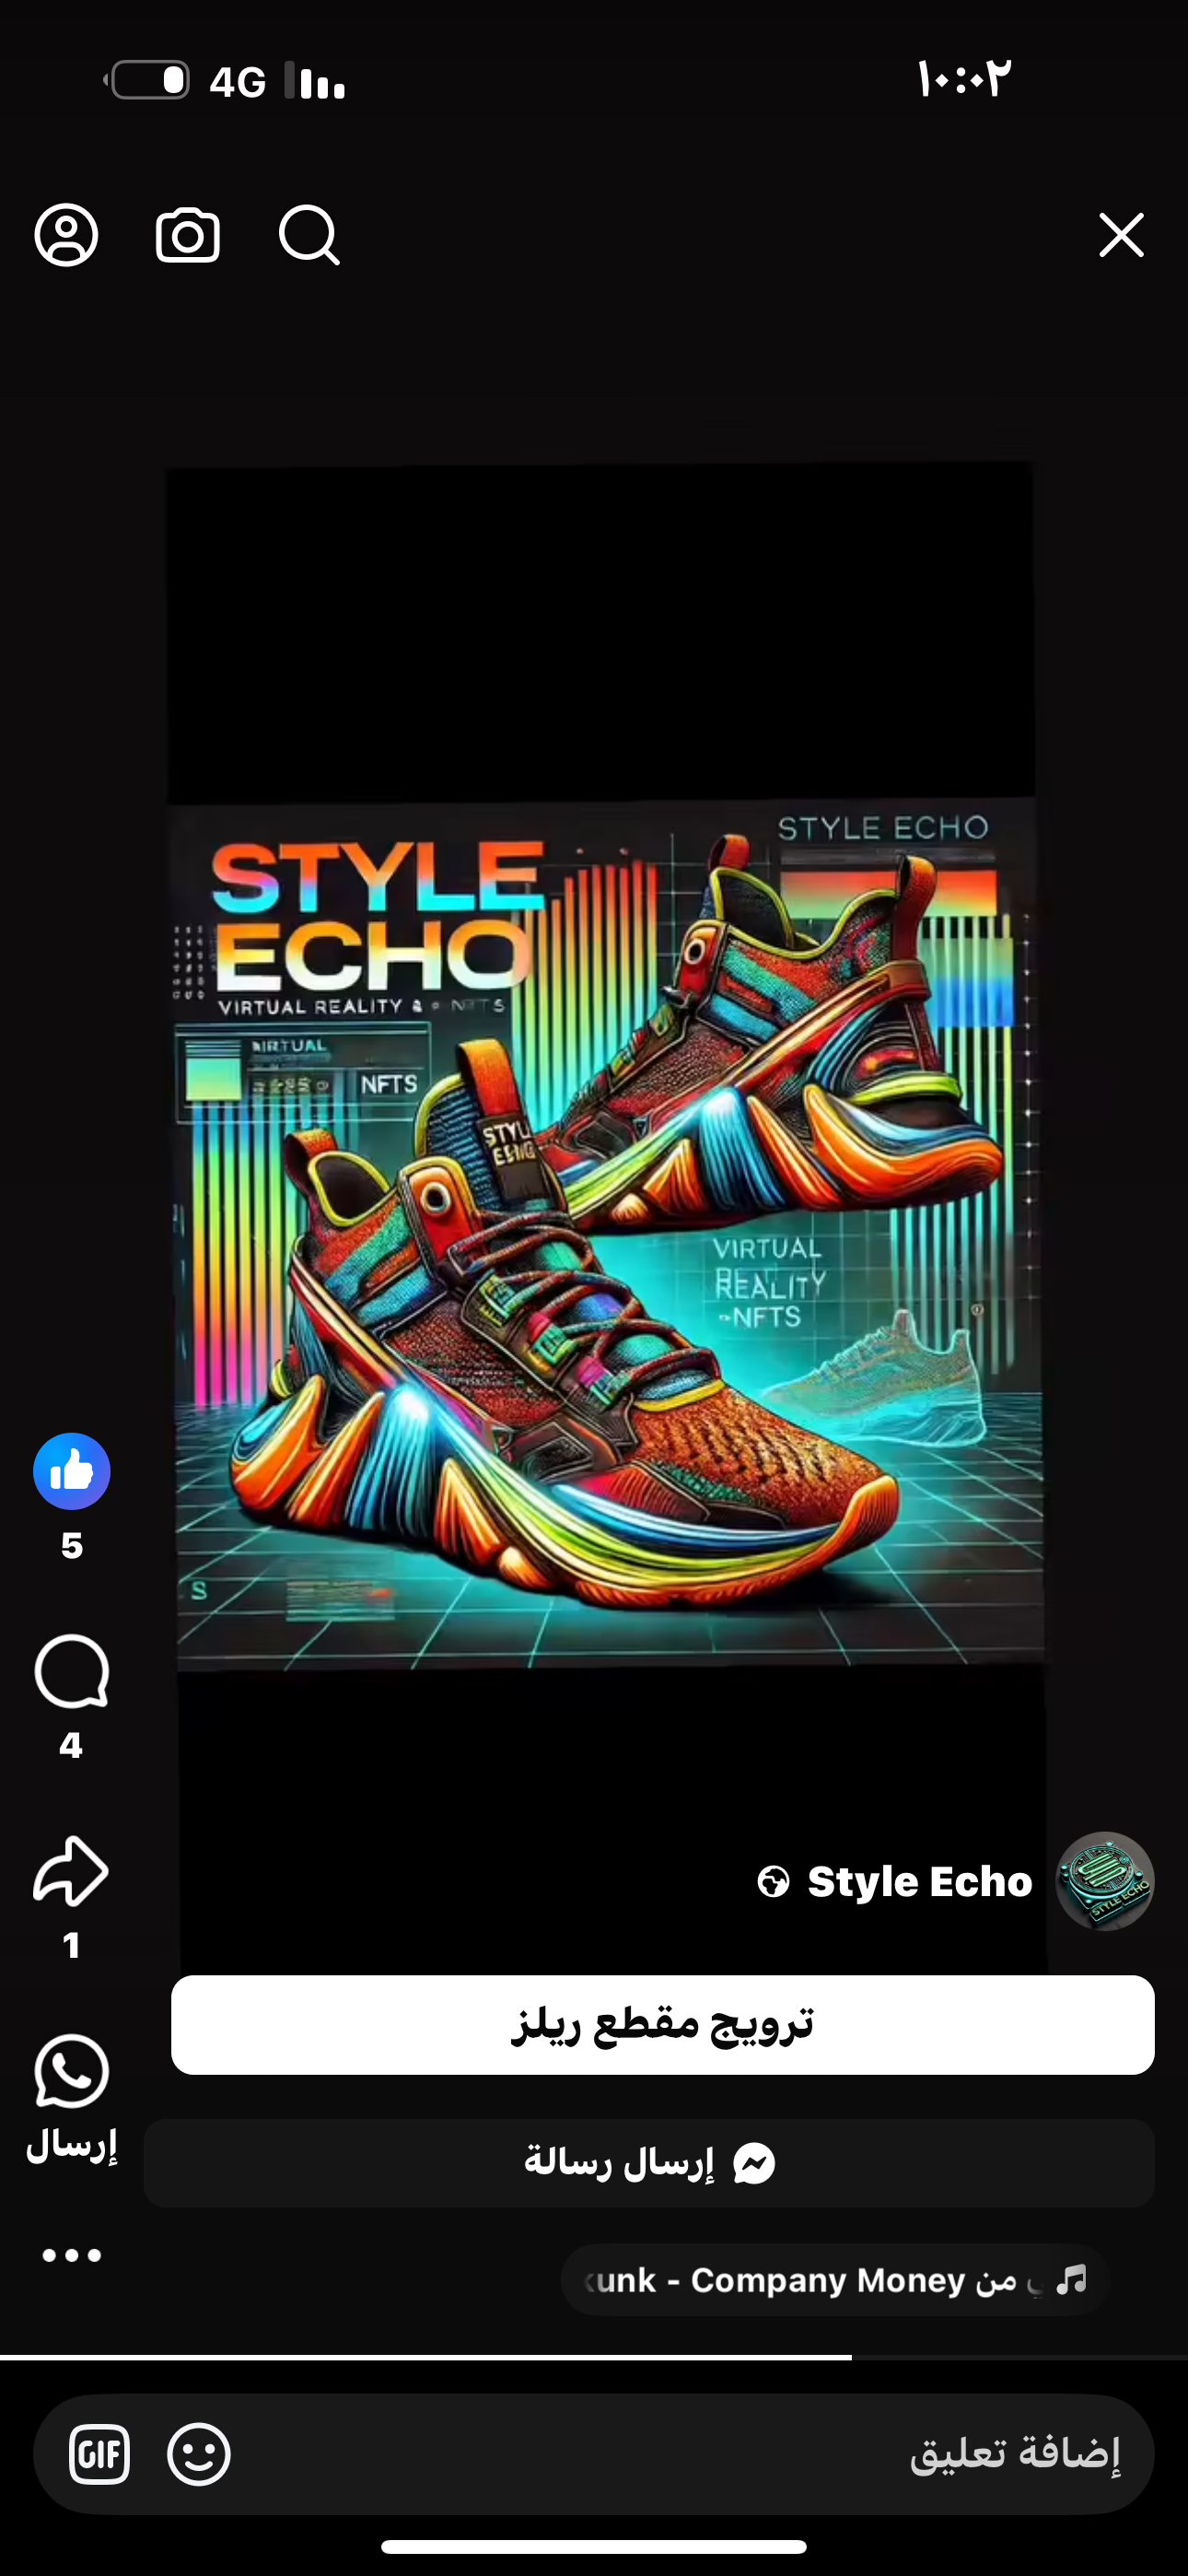 ١٠:٠٢
4G
STYLE ECHO
STYLE
ECHO
VIRTUAL REALITY &
VIRTUAL
NFTS
STYL
VIRTUAL
REALITY
-NFTS
S
5
4
1
إرسال
Style Echo
STYLE ECHO
ترويج مقطع ريلز
إرسال رسالة
من Company Money - unk
إضافة تعليق
GIF